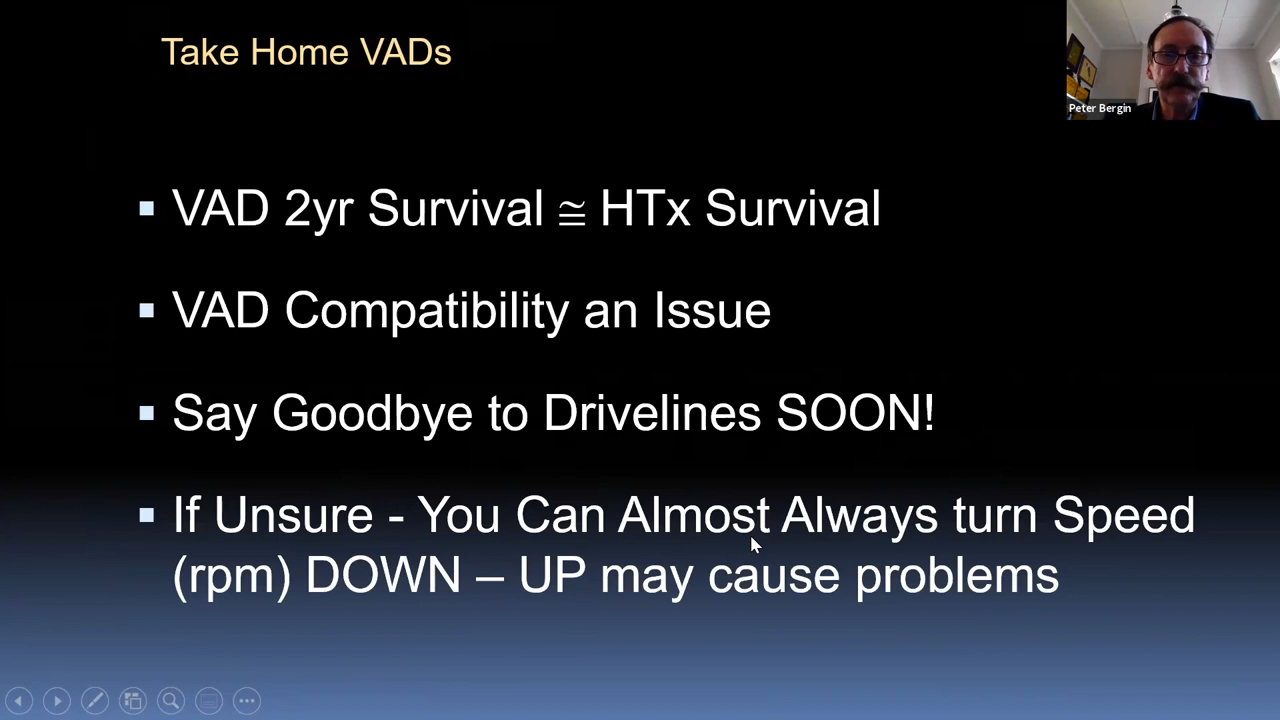 Take Home VADs
Peter Bergin
▪ VAD 2yr Survival ≅ HTx Survival
▪ VAD Compatibility an Issue
▪ Say Goodbye to Drivelines SOON!
▪ If Unsure - You Can Almost Always turn Speed
(rpm) DOWN – UP may cause problems